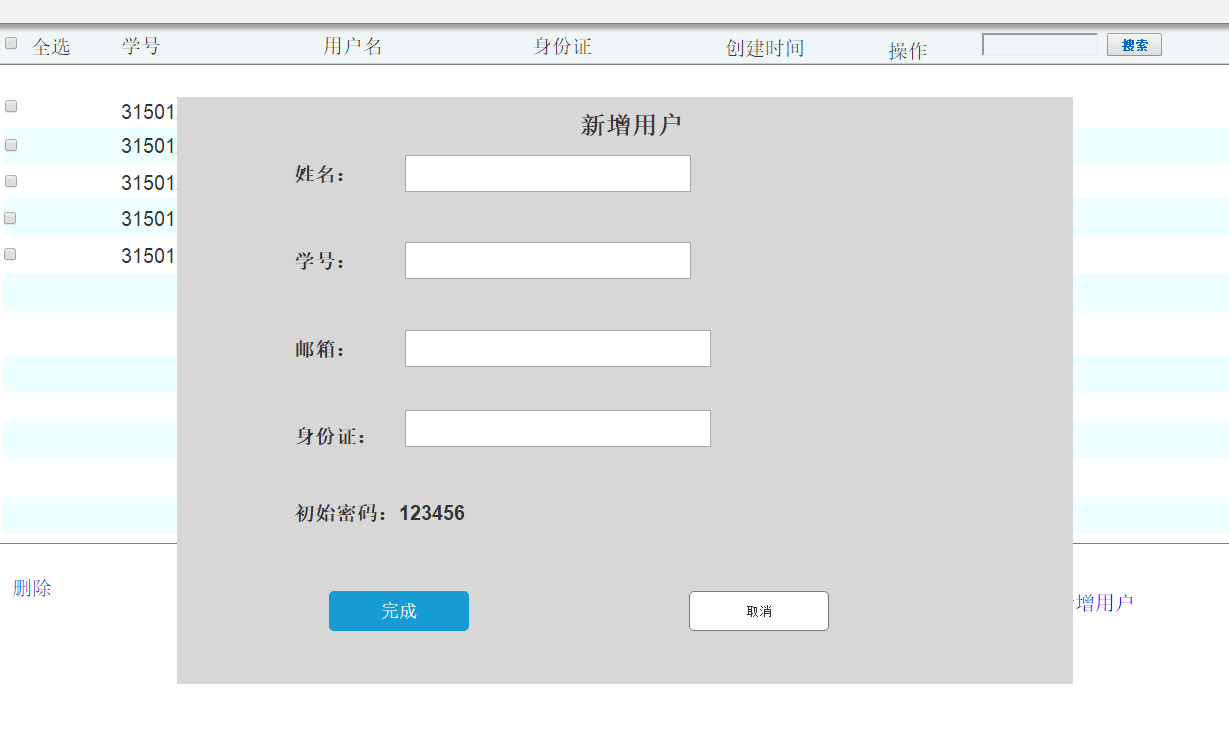 全选 学号 用户名 身份证 创建时间 操作 搜索
31501
31501
31501
31501
31501
新增用户
姓名：
学号：
邮箱：
身份证：
初始密码：123456
完成 取消
删除
增用户